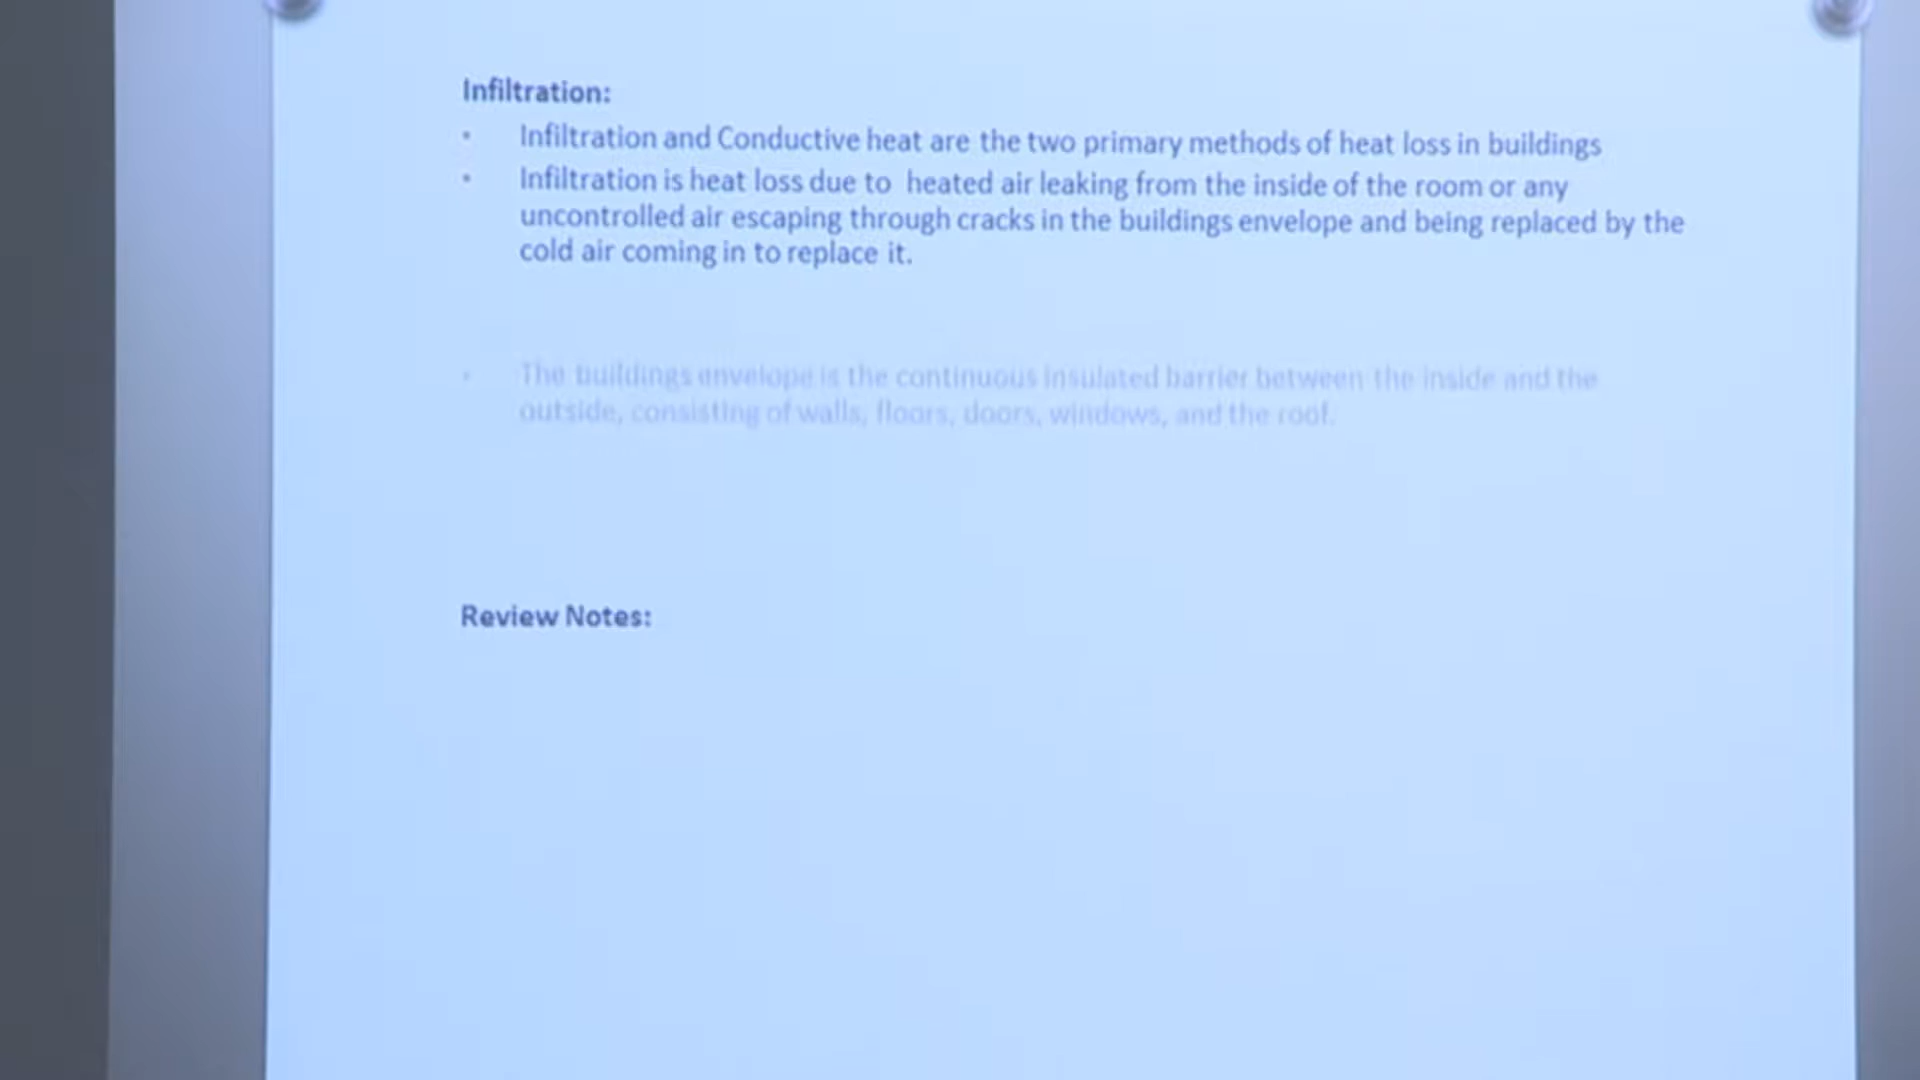 Infiltration:
• Infiltration and Conductive heat are the two primary methods of heat loss in buildings
• Infiltration is heat loss due to heated air leaking from the inside of the room or any
uncontrolled air escaping through cracks in the buildings envelope and being replaced by the
cold air coming in to replace it.
• The buildings envelope is the continuous insulated barrier between the inside and the
outside, consisting of walls, floors, doors, windows, and the roof.
Review Notes: